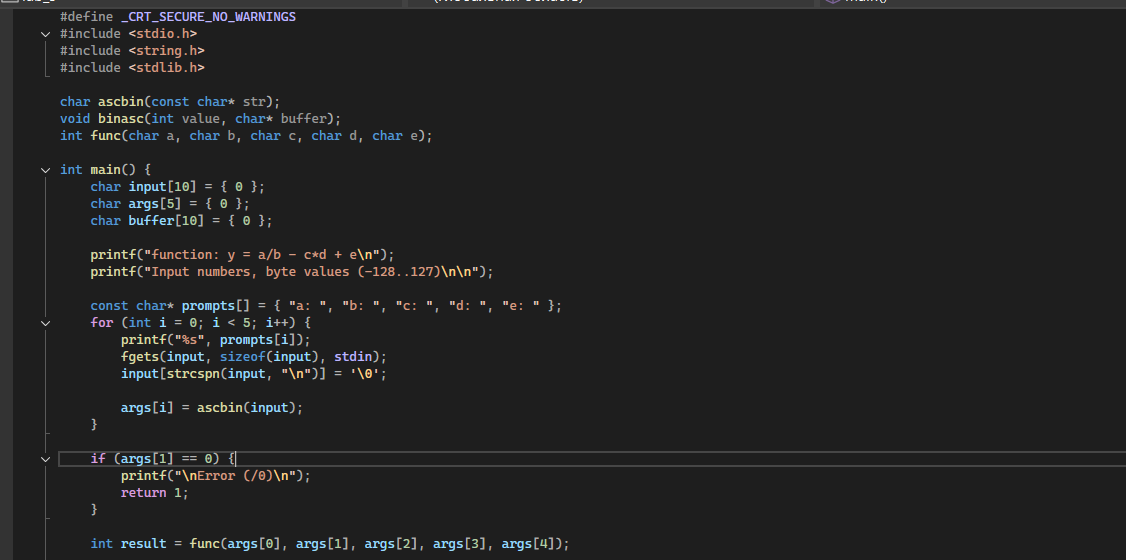 #define _CRT_SECURE_NO_WARNINGS
#include <stdio.h>
#include <string.h>
#include <stdlib.h>

char ascbin(const char* str);
void binasc(int value, char* buffer);
int func(char a, char b, char c, char d, char e);

int main() {
    char input[10] = { 0 };
    char args[5] = { 0 };
    char buffer[10] = { 0 };

    printf("function: y = a/b - c*d + e\n");
    printf("Input numbers, byte values (-128..127)\n\n");

    const char* prompts[] = { "a: ", "b: ", "c: ", "d: ", "e: " };
    for (int i = 0; i < 5; i++) {
        printf("%s", prompts[i]);
        fgets(input, sizeof(input), stdin);
        input[strcspn(input, "\n")] = '\0';

        args[i] = ascbin(input);
    }

    if (args[1] == 0) {
        printf("\nError (/0)\n");
        return 1;
    }

    int result = func(args[0], args[1], args[2], args[3], args[4]);